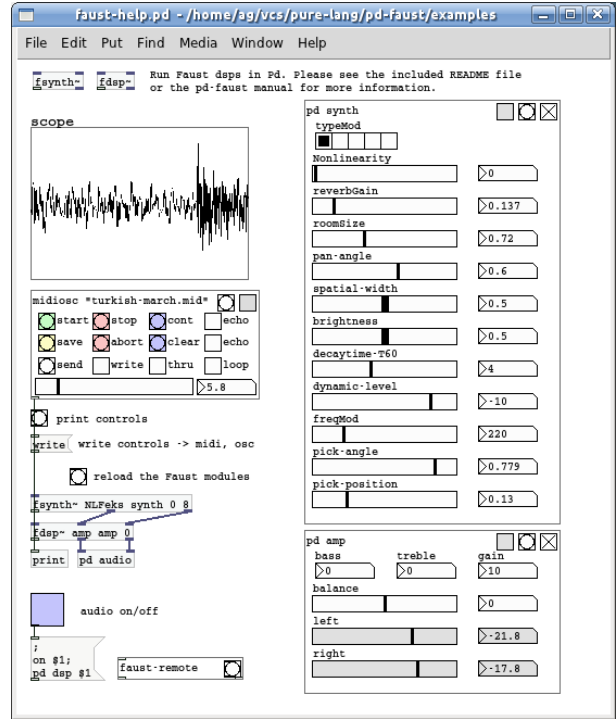 faust-help.pd - /home/ag/vcs/pure-lang/pd-faust/examples
File Edit Put Find Media Window Help
fsynth~ fdsp~
Run Faust dsps in Pd. Please see the included README file
or the pd-faust manual for more information.
scope
midiosc "turkish-march.mid"
start stop cont echo
save abort clear echo
send write thru loop
5.8
print controls
write write controls -> midi, osc
reload the Faust modules
fsynth~ NLFeks synth 0 8
fdsp~ amp amp 0
print pd audio
audio on/off
;
on $1;
pd dsp $1
faust-remote
pd synth
typeMod
Nonlinearity
0
reverbGain
0.137
roomSize
0.72
pan-angle
0.6
spatial-width
0.5
brightness
0.5
decaytime-T60
4
dynamic-level
-10
freqMod
220
pick-angle
0.779
pick-position
0.13
pd amp
bass treble gain
0 0 10
balance
0
left
-21.8
right
-17.8